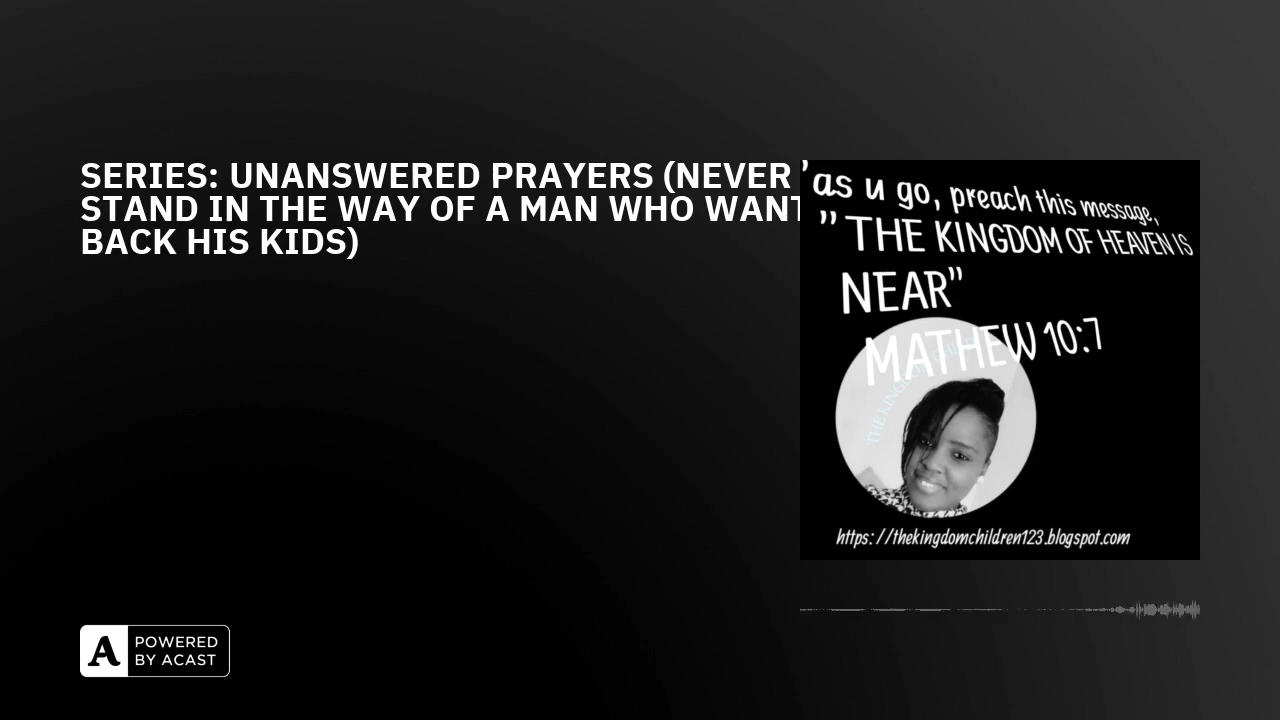 SERIES: UNANSWERED PRAYERS (NEVER
STAND IN THE WAY OF A MAN WHO WANT
BACK HIS KIDS)
’as u go, preach this message,
” THE KINGDOM OF HEAVEN IS
NEAR”
MATHEW 10:7
https: //thekingdomchildren123.blogspot.com
A POWERED
BY ACAST